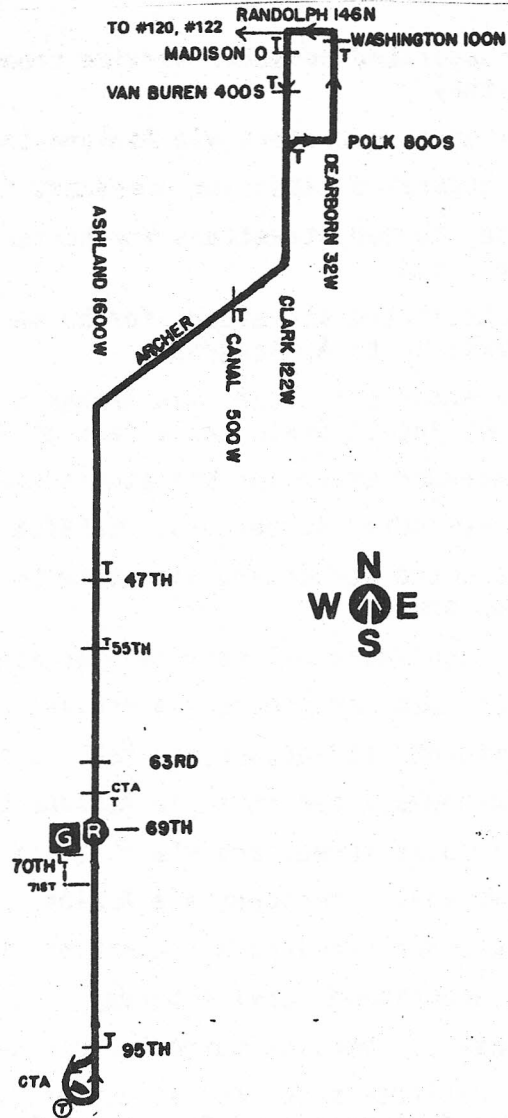 RANDOLPH 146N
TO #120, #122
WASHINGTON 100N
MADISON 0
T
T
VAN BUREN 400S
T
POLK 800S
T
DEARBORN 32W
ASHLAND 1600W
CLARK 122W
ARCHER
T
CANAL 500W
T
47TH
T
55TH
N
W E
S
63RD
CTA
T
G
R
69TH
70TH
71ST
T
95TH
CTA
T